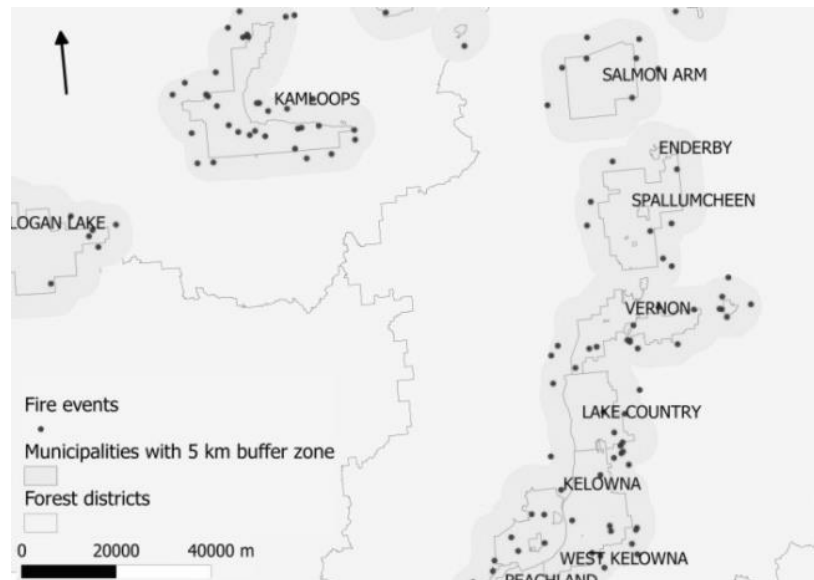 SALMON ARM
KAMLOOPS
ENDERBY
SPALLUMCHEEN
LOGAN LAKE
VERNON
Fire events
LAKE COUNTRY
Municipalities with 5 km buffer zone
KELOWNA
Forest districts
0 20000 40000 m
WEST KELOWNA
PEACHLAND